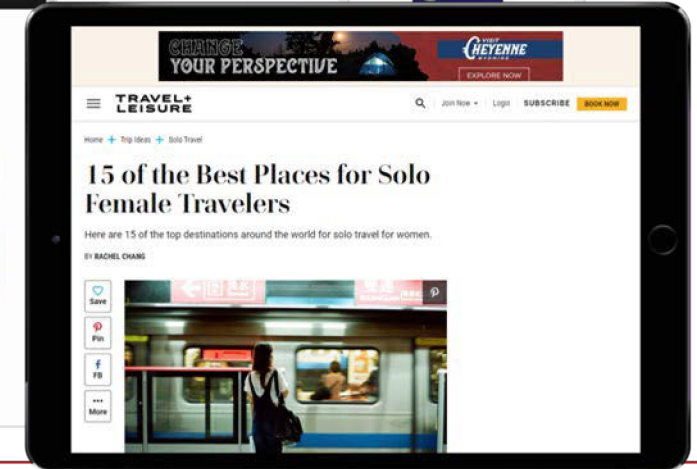 CHANGE
YOUR PERSPECTIVE
VISIT
CHEYENNE
WYOMING
EXPLORE NOW
TRAVEL+
LEISURE
Join Now
Login
SUBSCRIBE
BOOK NOW
Home + Trip Ideas + Solo Travel
15 of the Best Places for Solo
Female Travelers
Here are 15 of the top destinations around the world for solo travel for women.
BY RACHEL CHANG
Save
Pin
FB
More